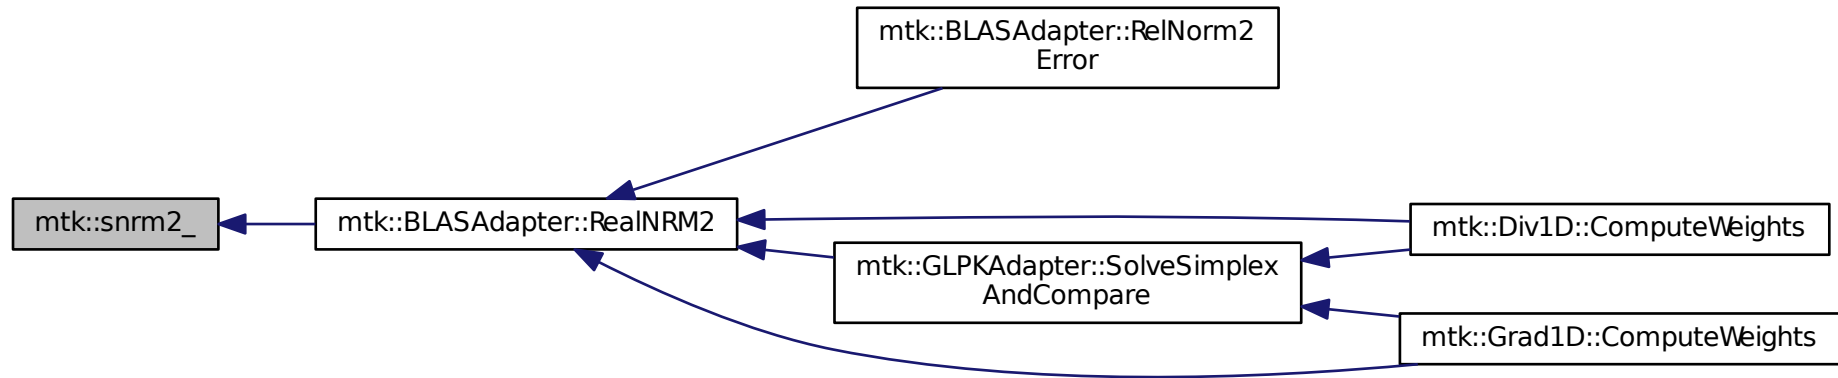 mtk::BLASAdapter::RelNorm2
Error
mtk::snrm2_
mtk::BLASAdapter::RealNRM2
mtk::Div1D::ComputeWeights
mtk::GLPKAdapter::SolveSimplex
AndCompare
mtk::Grad1D::ComputeWeights